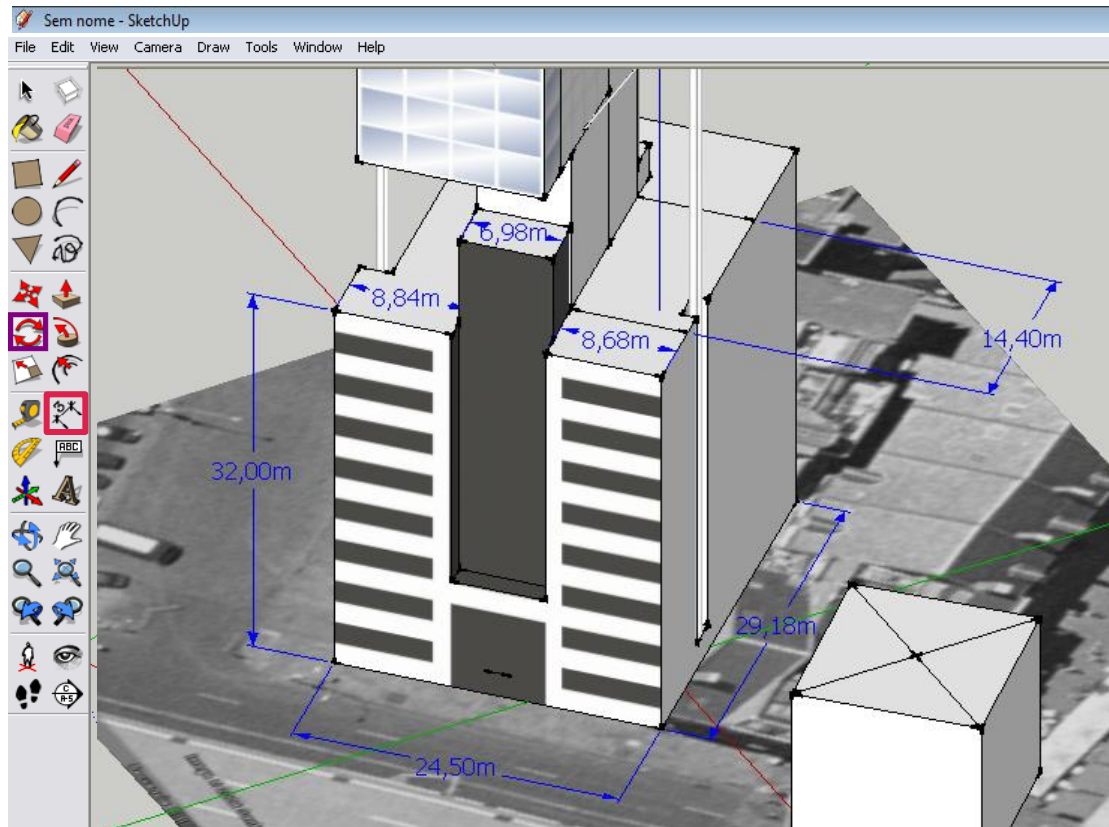 Sem nome - SketchUp
File Edit View Camera Draw Tools Window Help
6,98m
8,84m
8,68m
14,40m
ABC
A
32,00m
29,18m
24,50m